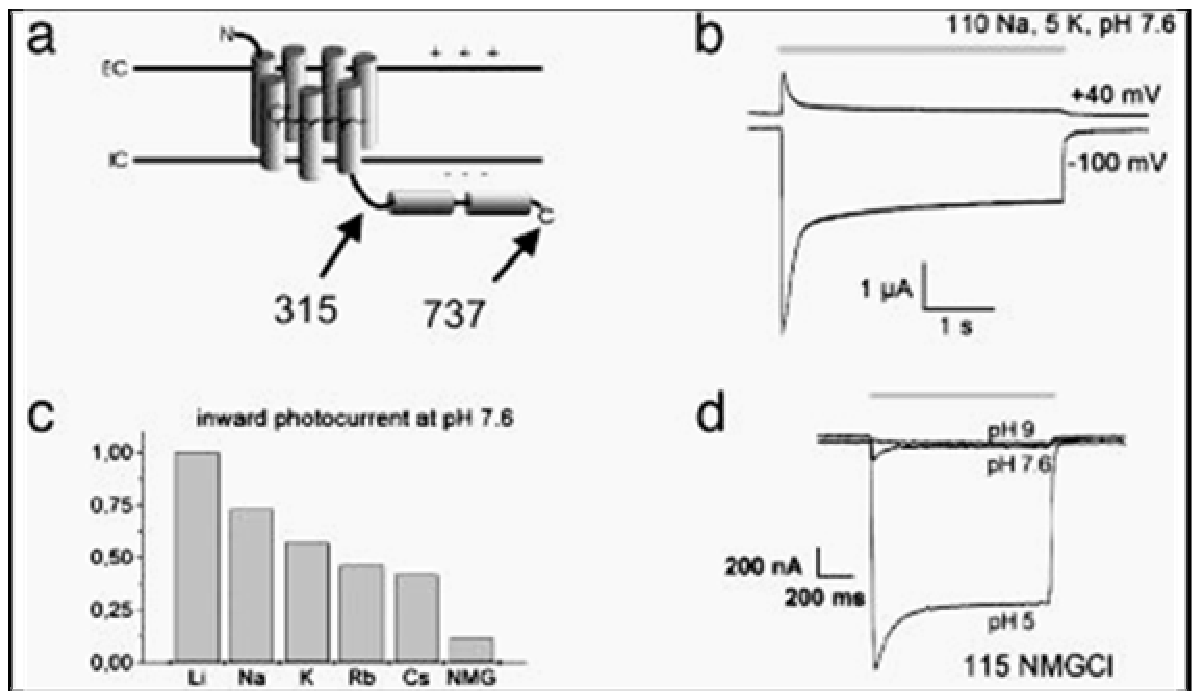 a
N
EC
+ + +
IC
- - -
C
315
737
b
110 Na, 5 K, pH 7.6
+40 mV
-100 mV
1 µA
1 s
c
inward photocurrent at pH 7.6
1,00
0,75
0,50
0,25
0,00
Li Na K Rb Cs NMG
d
pH 9
pH 7.6
200 nA
200 ms
pH 5
115 NMGCl